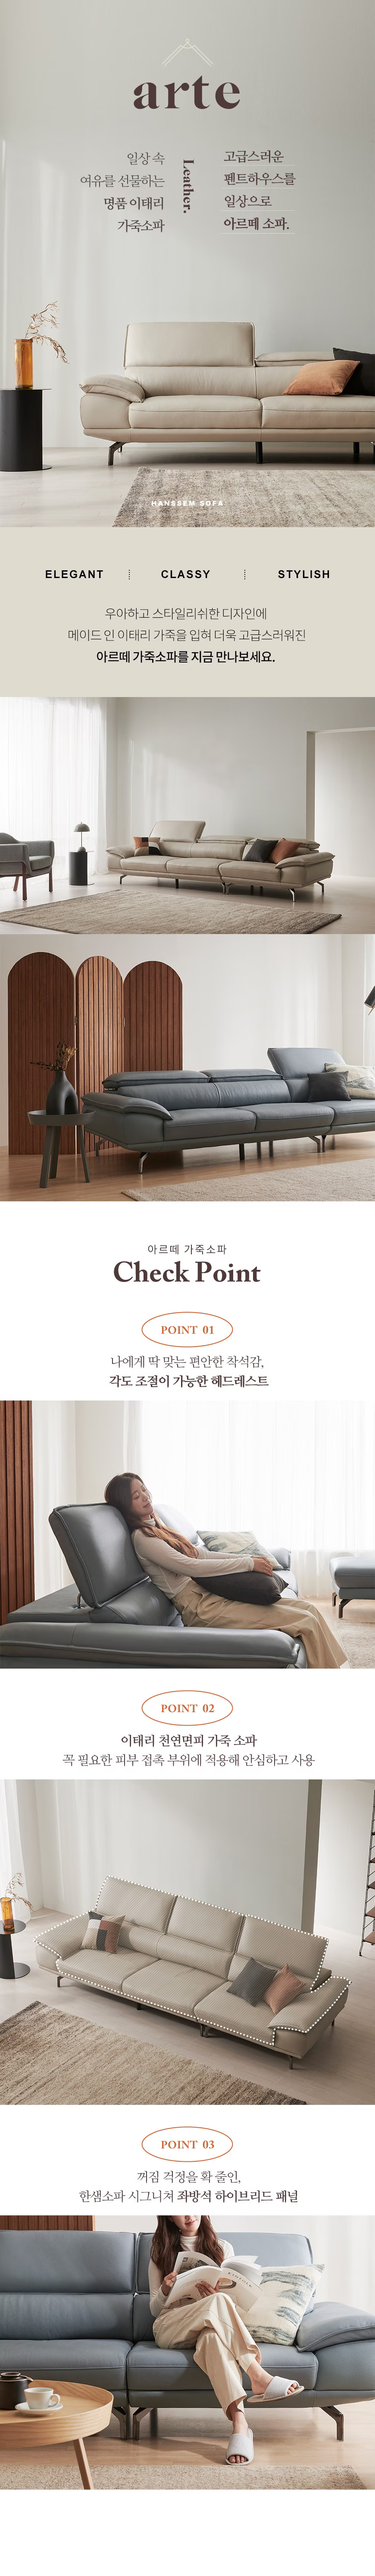 arte
일상 속
여유를 선물하는
명품 이태리
가죽소파
Leather.
고급스러운
펜트하우스를
일상으로
아르떼 소파.
HANSSEM SOFA
ELEGANT
CLASSY
STYLISH
우아하고 스타일리쉬한 디자인에
메이드 인 이태리 가죽을 입혀 더욱 고급스러워진
아르떼 가죽소파를 지금 만나보세요.
아르떼 가죽소파
Check Point
POINT 01
나에게 딱 맞는 편안한 착석감,
각도 조절이 가능한 헤드레스트
POINT 02
이태리 천연면피 가죽 소파
꼭 필요한 피부 접촉 부위에 적용해 안심하고 사용
POINT 03
꺼짐 걱정을 확 줄인,
한샘소파 시그니쳐 좌방석 하이브리드 패널